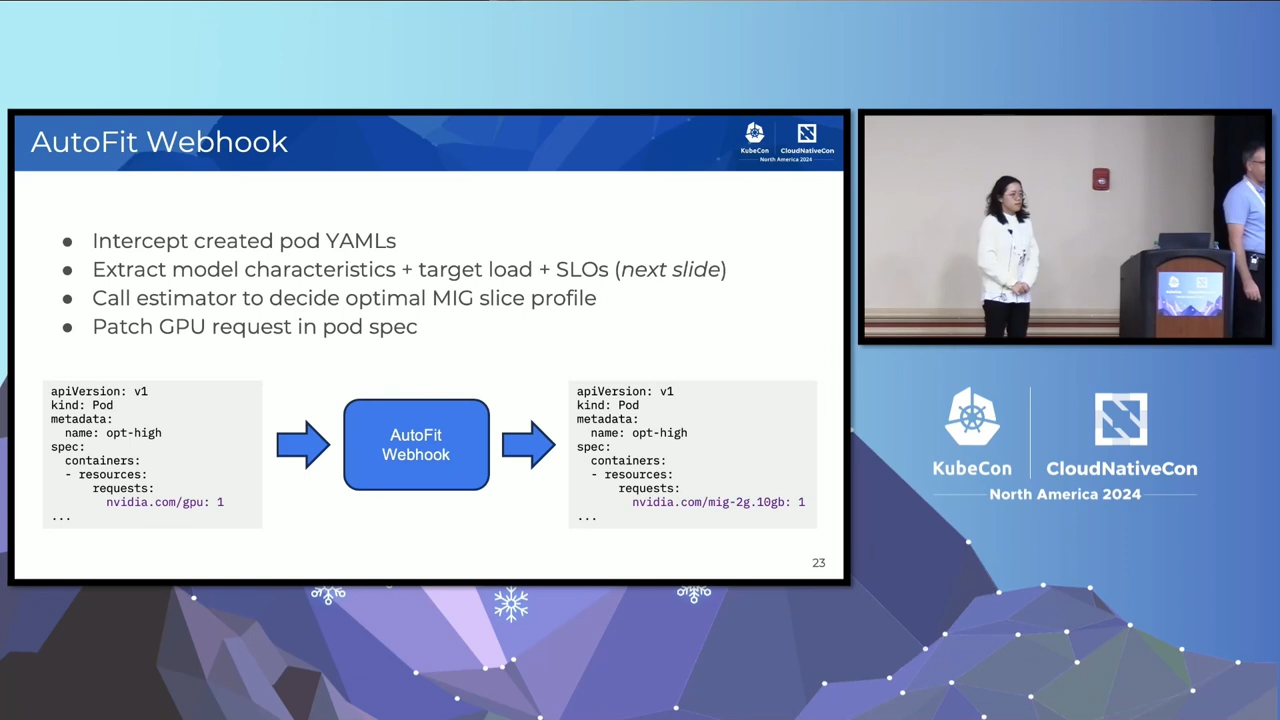 AutoFit Webhook
KubeCon
CloudNativeCon
North America 2024
● Intercept created pod YAMLs
● Extract model characteristics + target load + SLOs (next slide)
● Call estimator to decide optimal MIG slice profile
● Patch GPU request in pod spec
apiVersion: v1
kind: Pod
metadata:
  name: opt-high
spec:
  containers:
  - resources:
      requests:
        nvidia.com/gpu: 1
...
AutoFit
Webhook
apiVersion: v1
kind: Pod
metadata:
  name: opt-high
spec:
  containers:
  - resources:
      requests:
        nvidia.com/mig-2g.10gb: 1
...
23
KubeCon
CloudNativeCon
North America 2024